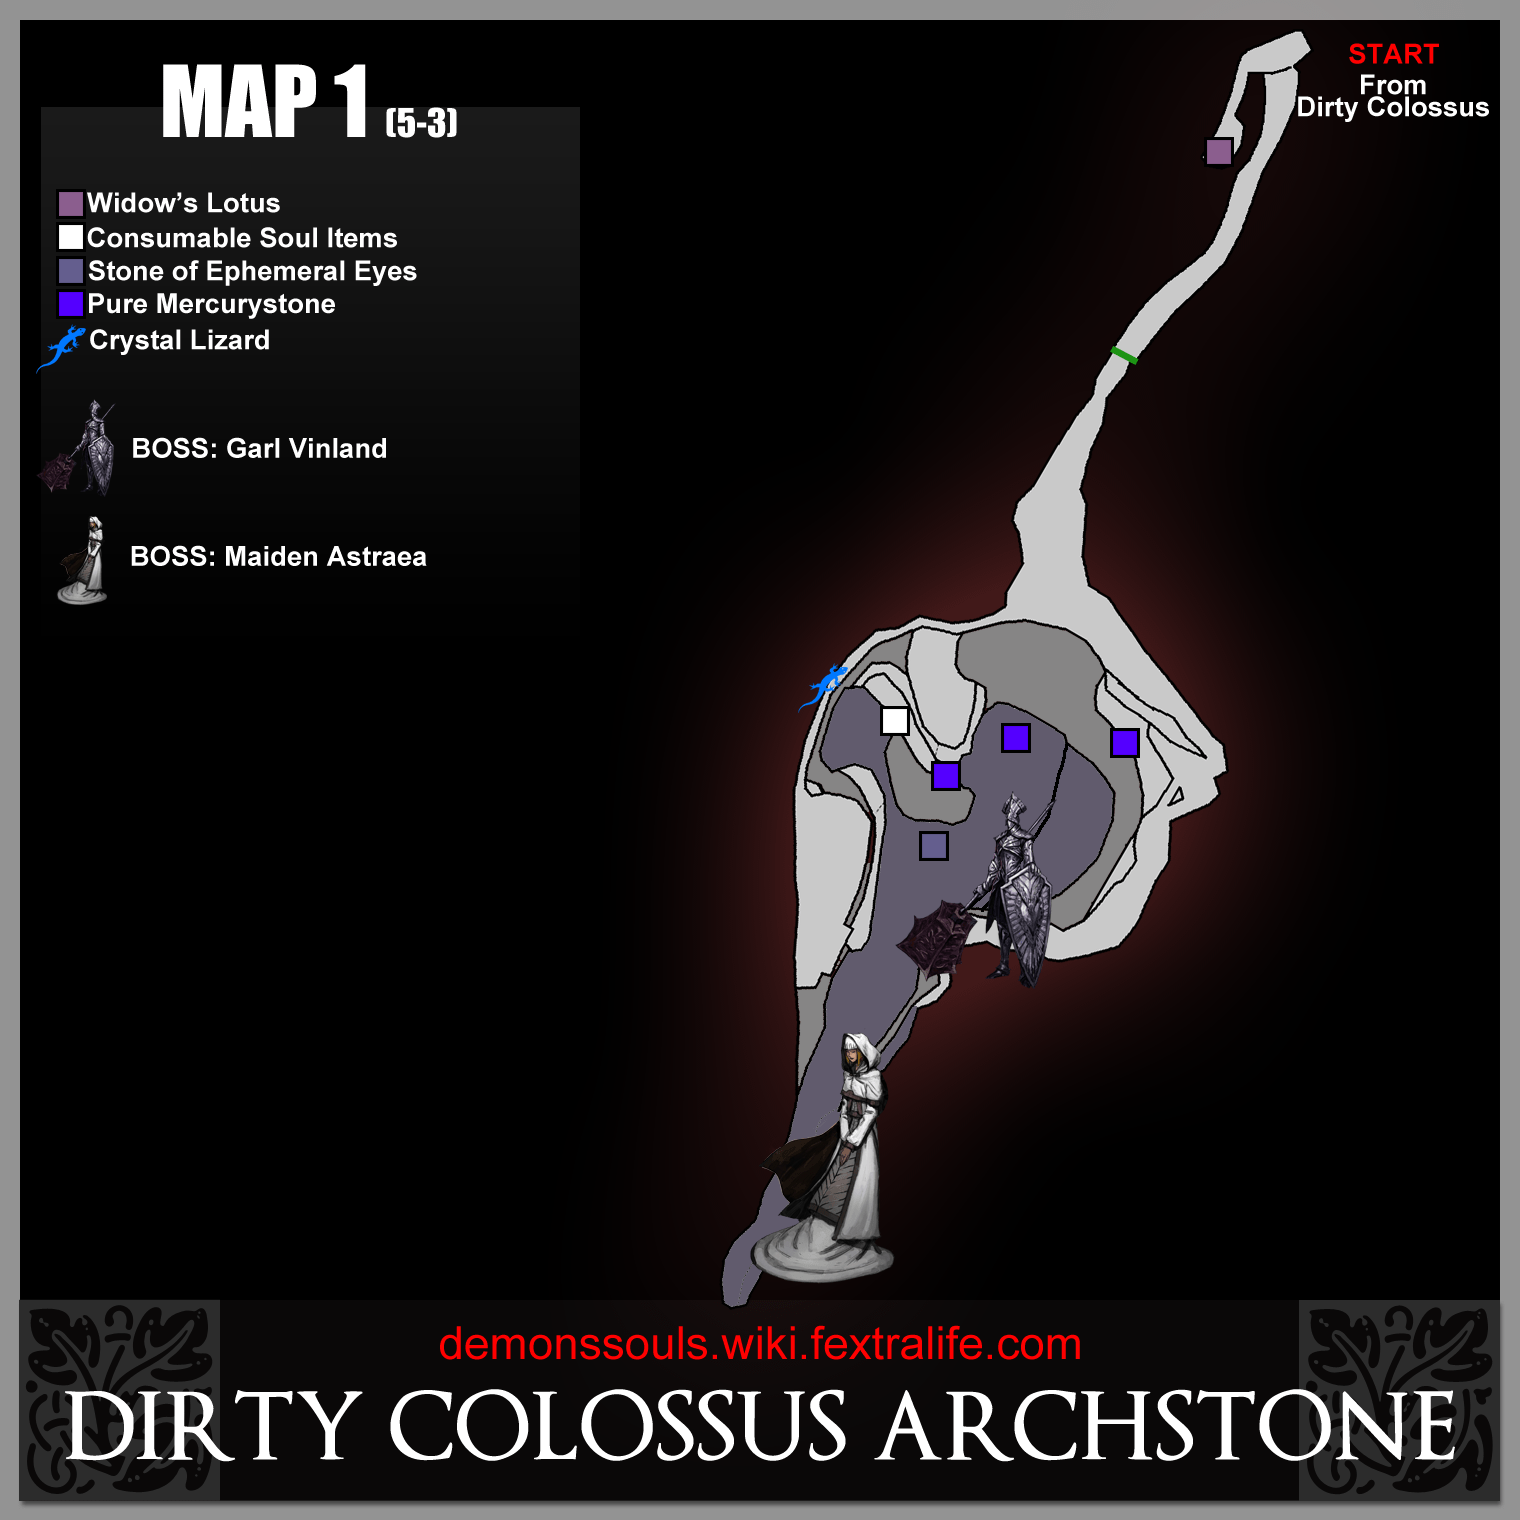 MAP 1 (5-3)
START
From
Dirty Colossus
Widow’s Lotus
Consumable Soul Items
Stone of Ephemeral Eyes
Pure Mercurystone
Crystal Lizard
BOSS: Garl Vinland
BOSS: Maiden Astraea
demonssouls.wiki.fextralife.com
DIRTY COLOSSUS ARCHSTONE